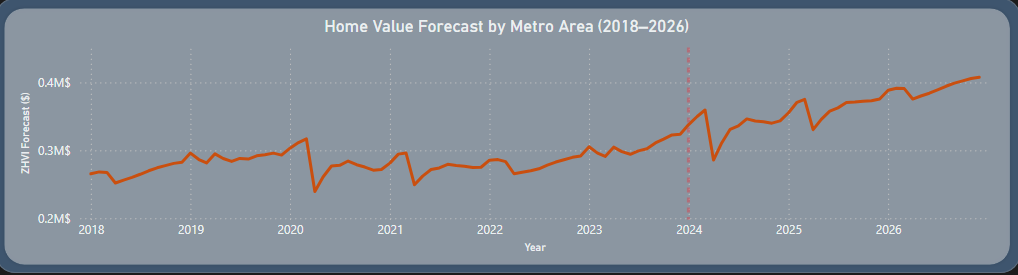 Home Value Forecast by Metro Area (2018–2026)
ZHVI Forecast ($)
0.4M$
0.3M$
0.2M$
2018 2019 2020 2021 2022 2023 2024 2025 2026
Year